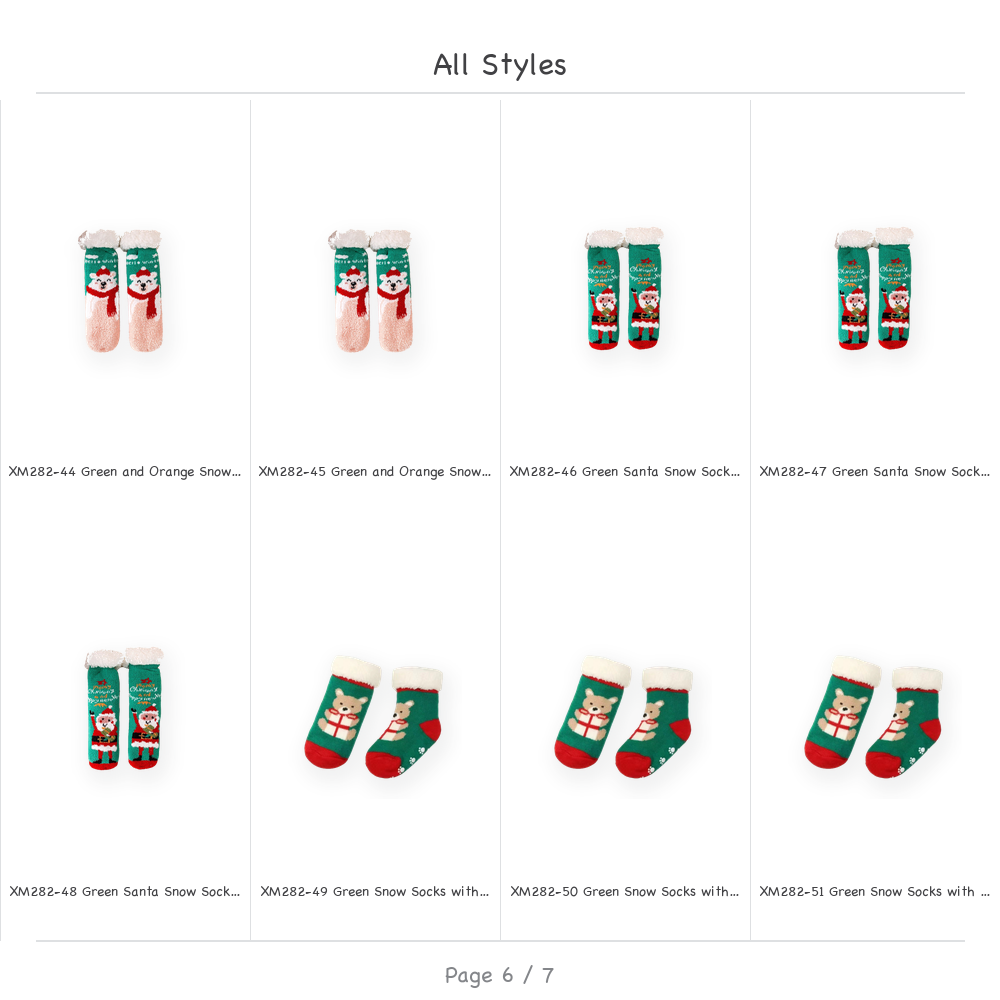 All Styles
XM282-44 Green and Orange Snow...
XM282-45 Green and Orange Snow...
XM282-46 Green Santa Snow Sock...
XM282-47 Green Santa Snow Sock...
XM282-48 Green Santa Snow Sock...
XM282-49 Green Snow Socks with...
XM282-50 Green Snow Socks with...
XM282-51 Green Snow Socks with ...
Page 6 / 7